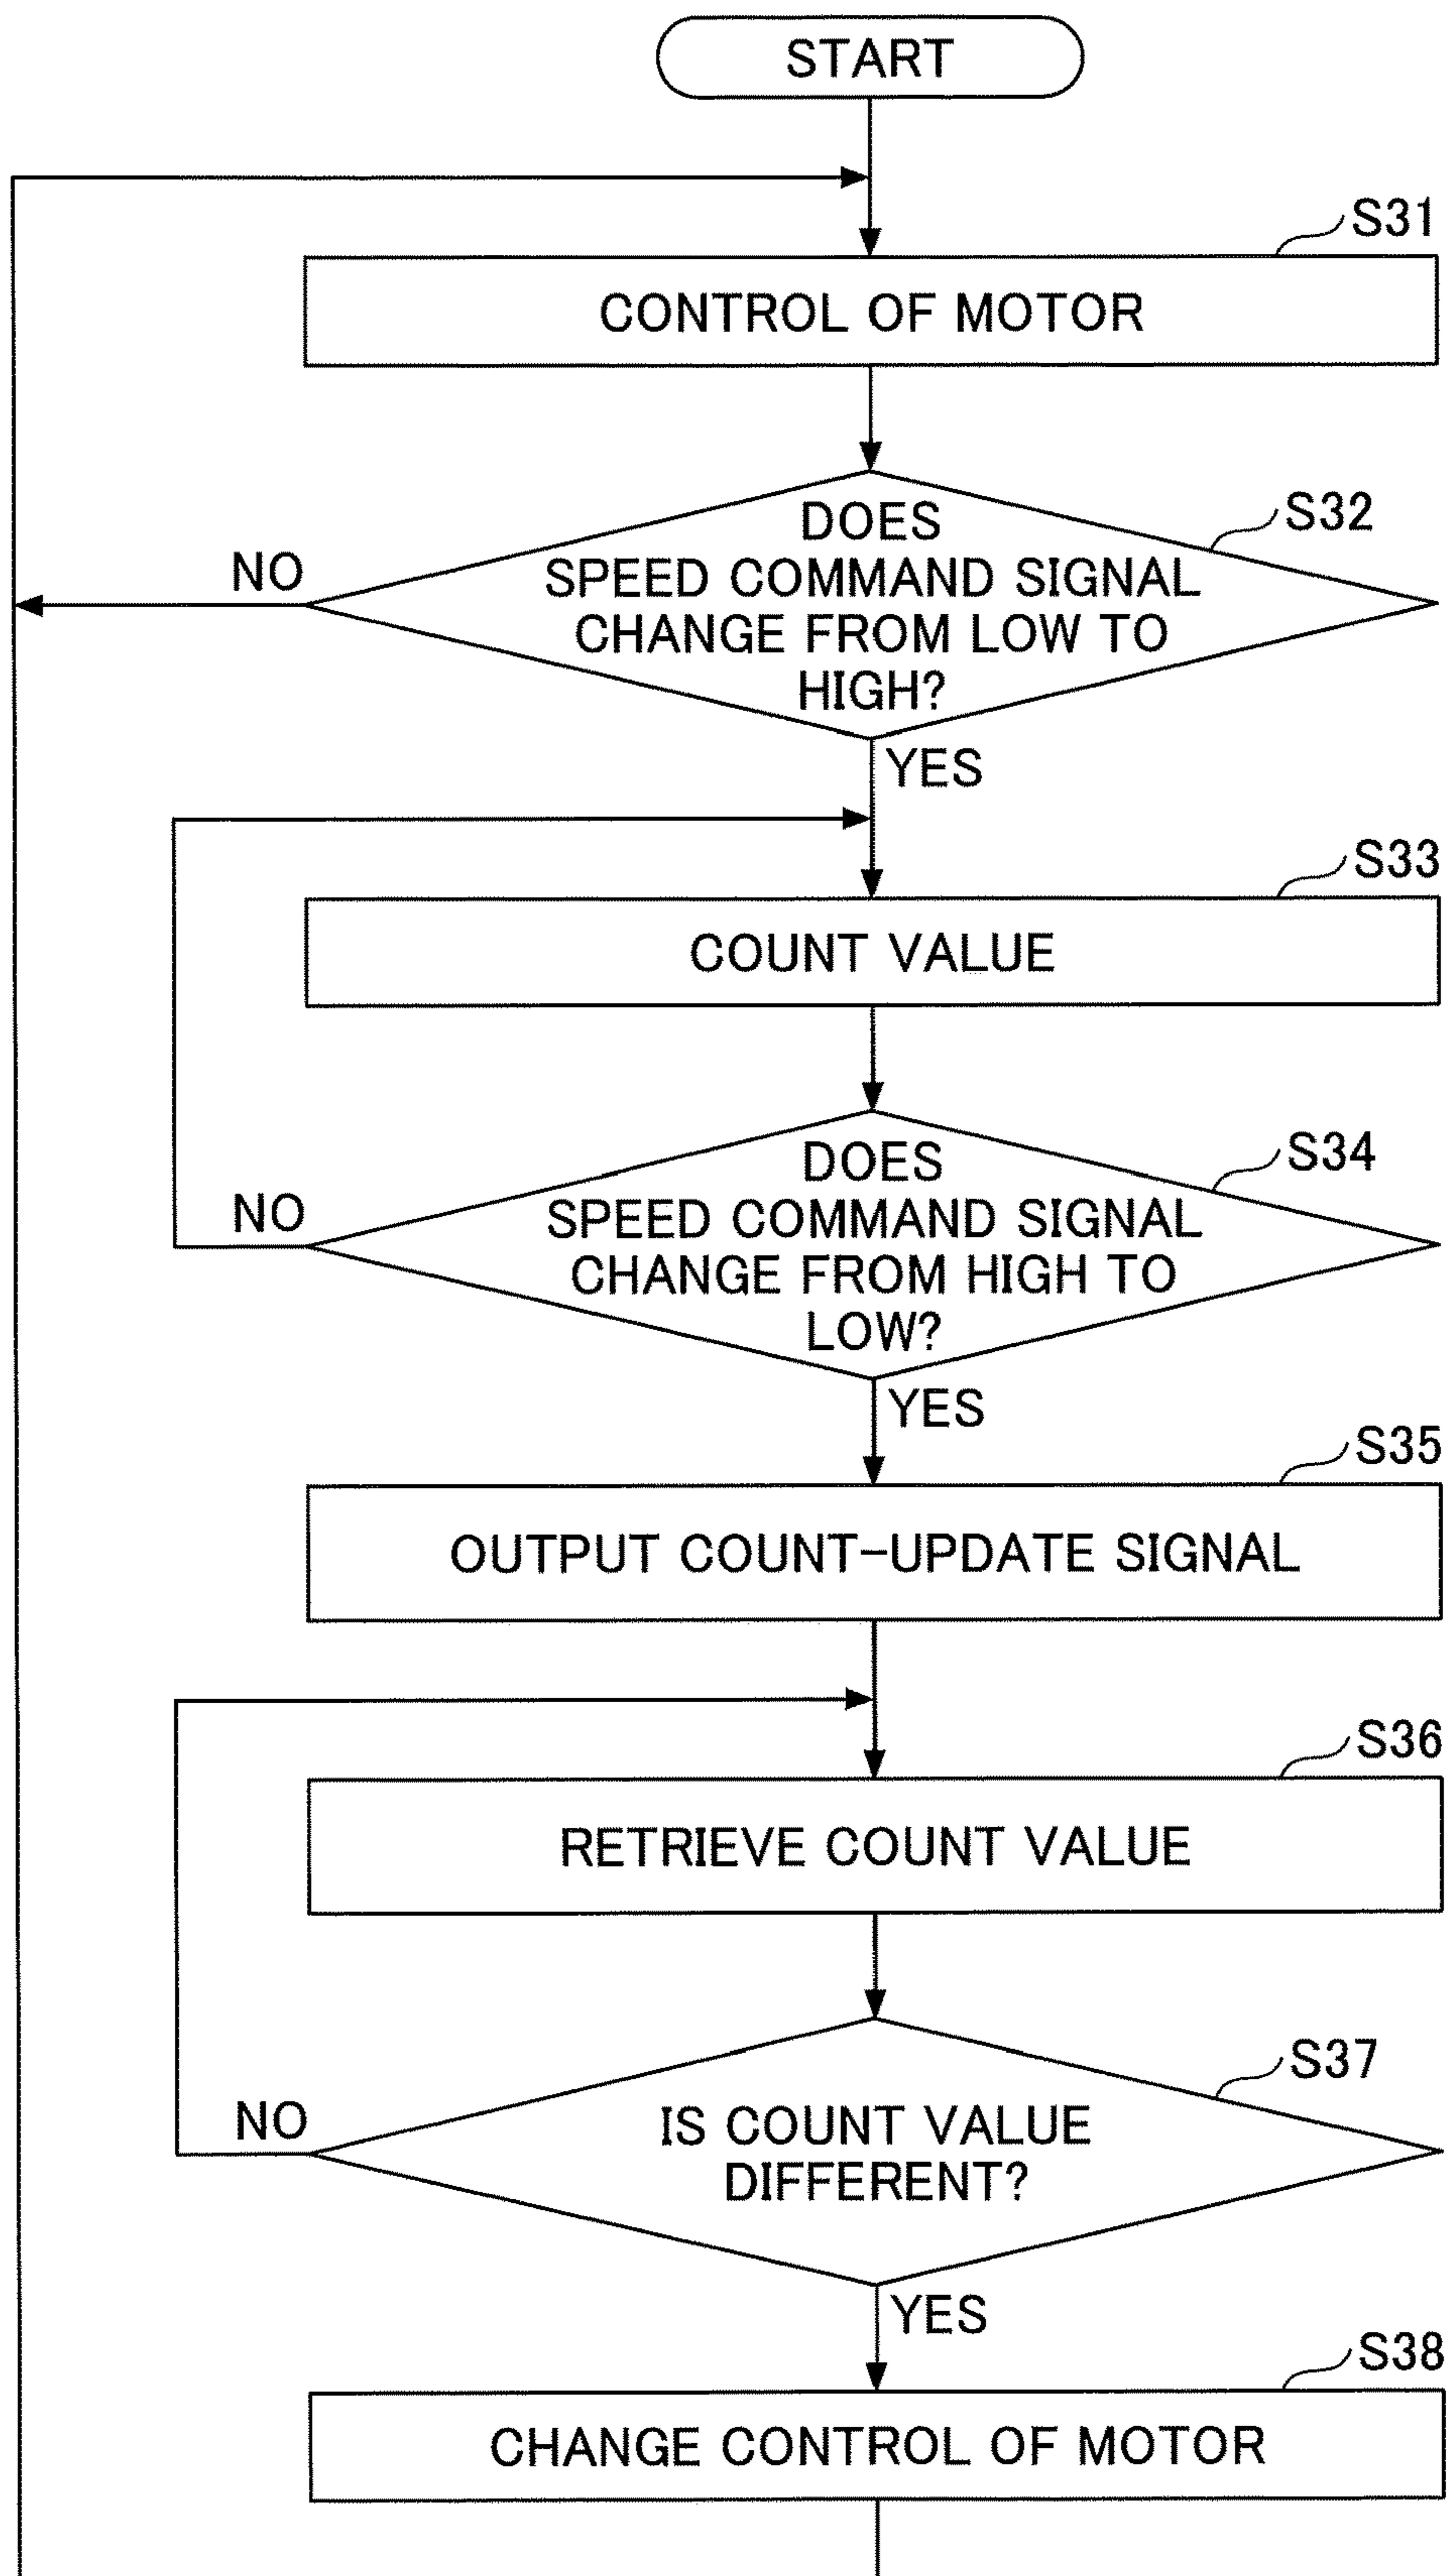 START
S31
CONTROL OF MOTOR
S32
DOES
SPEED COMMAND SIGNAL
CHANGE FROM LOW TO
HIGH?
NO
YES
S33
COUNT VALUE
S34
DOES
SPEED COMMAND SIGNAL
CHANGE FROM HIGH TO
LOW?
NO
YES
S35
OUTPUT COUNT-UPDATE SIGNAL
S36
RETRIEVE COUNT VALUE
S37
IS COUNT VALUE
DIFFERENT?
NO
YES
S38
CHANGE CONTROL OF MOTOR